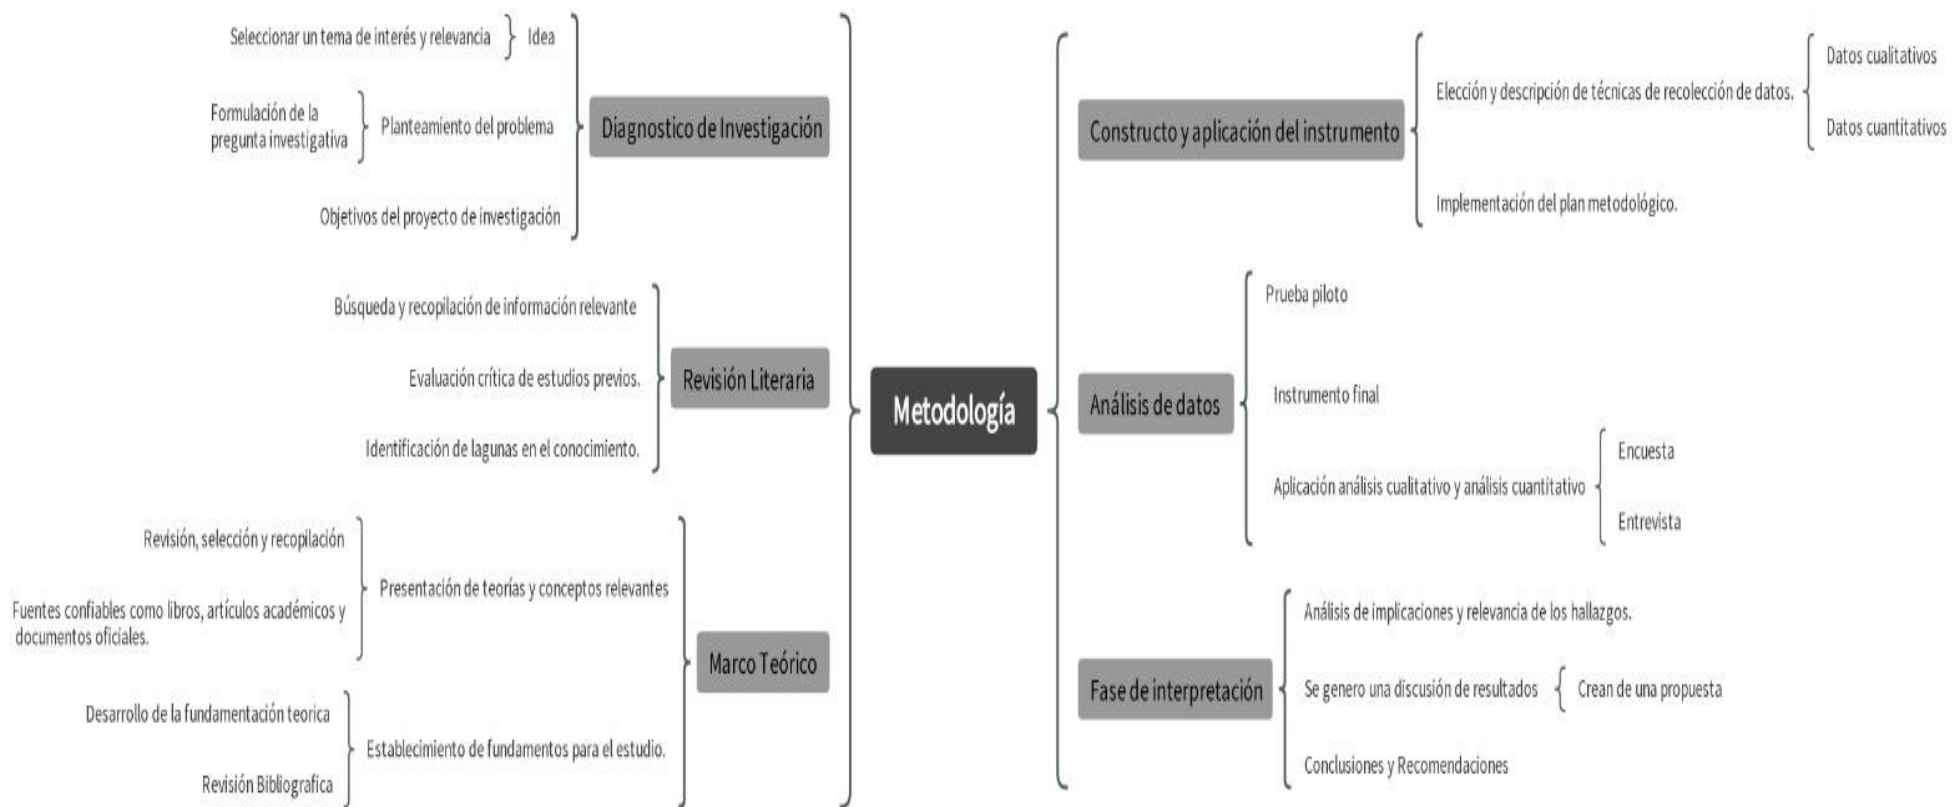 Metodología
Diagnostico de Investigación
Idea
Seleccionar un tema de interés y relevancia
Planteamiento del problema
Formulación de la
pregunta investigativa
Objetivos del proyecto de investigación
Revisión Literaria
Búsqueda y recopilación de información relevante
Evaluación crítica de estudios previos.
Identificación de lagunas en el conocimiento.
Marco Teórico
Presentación de teorías y conceptos relevantes
Revisión, selección y recopilación
Fuentes confiables como libros, artículos académicos y
documentos oficiales.
Establecimiento de fundamentos para el estudio.
Desarrollo de la fundamentación teorica
Revisión Bibliografica
Constructo y aplicación del instrumento
Elección y descripción de técnicas de recolección de datos.
Datos cualitativos
Datos cuantitativos
Implementación del plan metodológico.
Análisis de datos
Prueba piloto
Instrumento final
Aplicación análisis cualitativo y análisis cuantitativo
Encuesta
Entrevista
Fase de interpretación
Análisis de implicaciones y relevancia de los hallazgos.
Se genero una discusión de resultados
Crean de una propuesta
Conclusiones y Recomendaciones